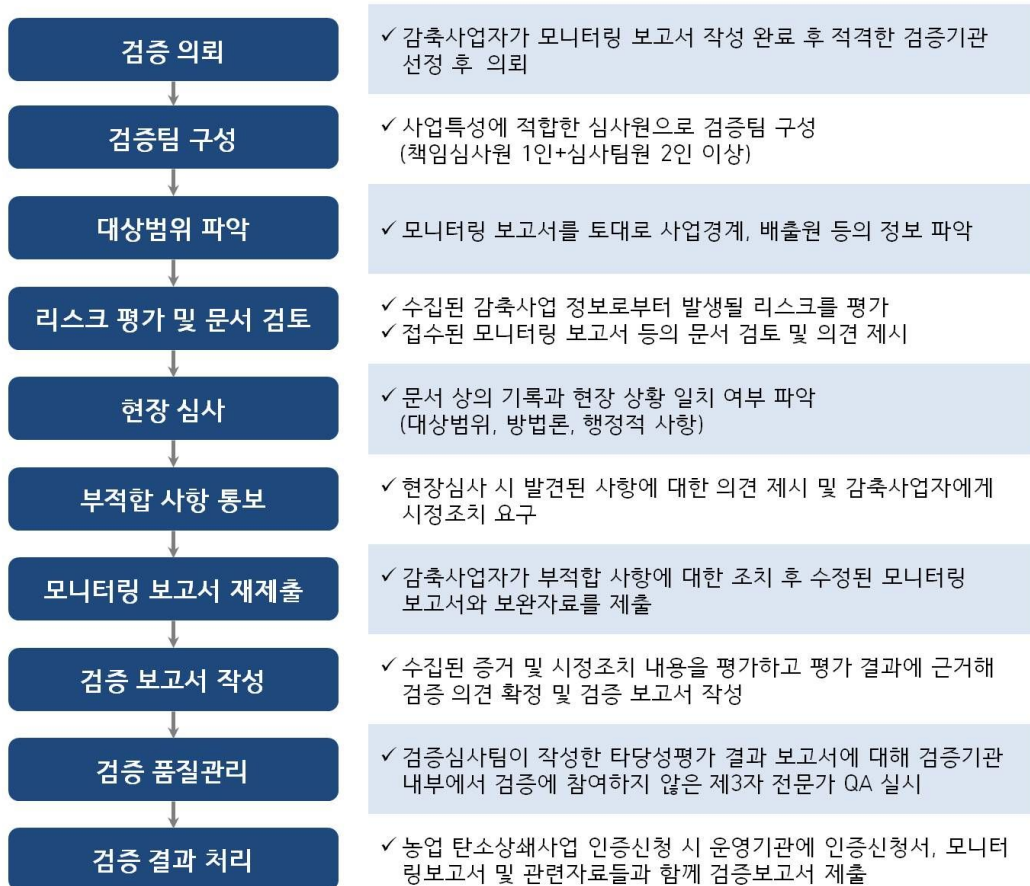 검증 의뢰
✓ 감축사업자가 모니터링 보고서 작성 완료 후 적격한 검증기관
선정 후 의뢰
검증팀 구성
✓ 사업특성에 적합한 심사원으로 검증팀 구성
(책임심사원 1인+심사팀원 2인 이상)
대상범위 파악
✓ 모니터링 보고서를 토대로 사업경계, 배출원 등의 정보 파악
리스크 평가 및 문서 검토
✓ 수집된 감축사업 정보로부터 발생될 리스크를 평가
✓ 접수된 모니터링 보고서 등의 문서 검토 및 의견 제시
현장 심사
✓ 문서 상의 기록과 현장 상황 일치 여부 파악
(대상범위, 방법론, 행정적 사항)
부적합 사항 통보
✓ 현장심사 시 발견된 사항에 대한 의견 제시 및 감축사업자에게
시정조치 요구
모니터링 보고서 재제출
✓ 감축사업자가 부적합 사항에 대한 조치 후 수정된 모니터링
보고서와 보완자료를 제출
검증 보고서 작성
✓ 수집된 증거 및 시정조치 내용을 평가하고 평가 결과에 근거해
검증 의견 확정 및 검증 보고서 작성
검증 품질관리
✓ 검증심사팀이 작성한 타당성평가 결과 보고서에 대해 검증기관
내부에서 검증에 참여하지 않은 제3자 전문가 QA 실시
검증 결과 처리
✓ 농업 탄소상쇄사업 인증신청 시 운영기관에 인증신청서, 모니터
링보고서 및 관련자료들과 함께 검증보고서 제출